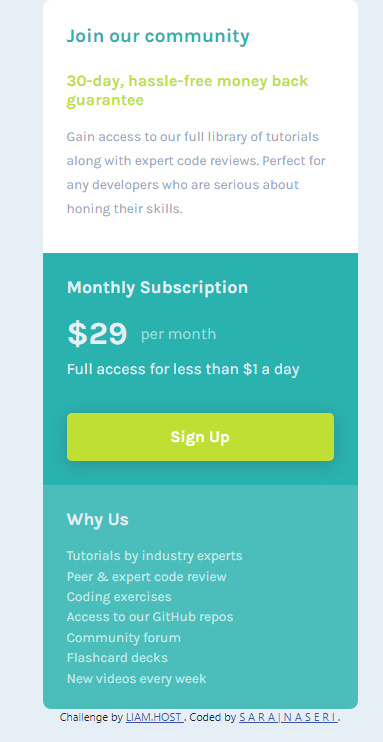 Join our community
30-day, hassle-free money back
guarantee
Gain access to our full library of tutorials
along with expert code reviews. Perfect for
any developers who are serious about
honing their skills.
Monthly Subscription
$29 per month
Full access for less than $1 a day
Sign Up
Why Us
Tutorials by industry experts
Peer & expert code review
Coding exercises
Access to our GitHub repos
Community forum
Flashcard decks
New videos every week
Challenge by LIAM.HOST . Coded by S A R A | N A S E R I .